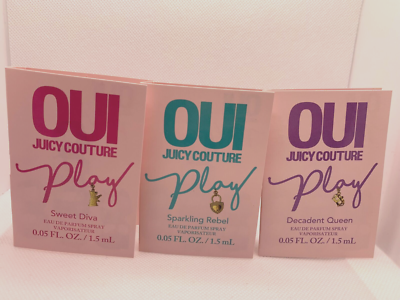 OUI
JUICY COUTURE
Play
Sweet Diva
EAU DE PARFUM SPRAY
VAPORISATEUR
0.05 FL. OZ. / 1.5 mL
OUI
JUICY COUTURE
Play
Sparkling Rebel
EAU DE PARFUM SPRAY
VAPORISATEUR
0.05 FL. OZ. / 1.5 mL
OUI
JUICY COUTURE
Play
Decadent Queen
EAU DE PARFUM SPRAY
VAPORISATEUR
0.05 FL. OZ. / 1.5 mL